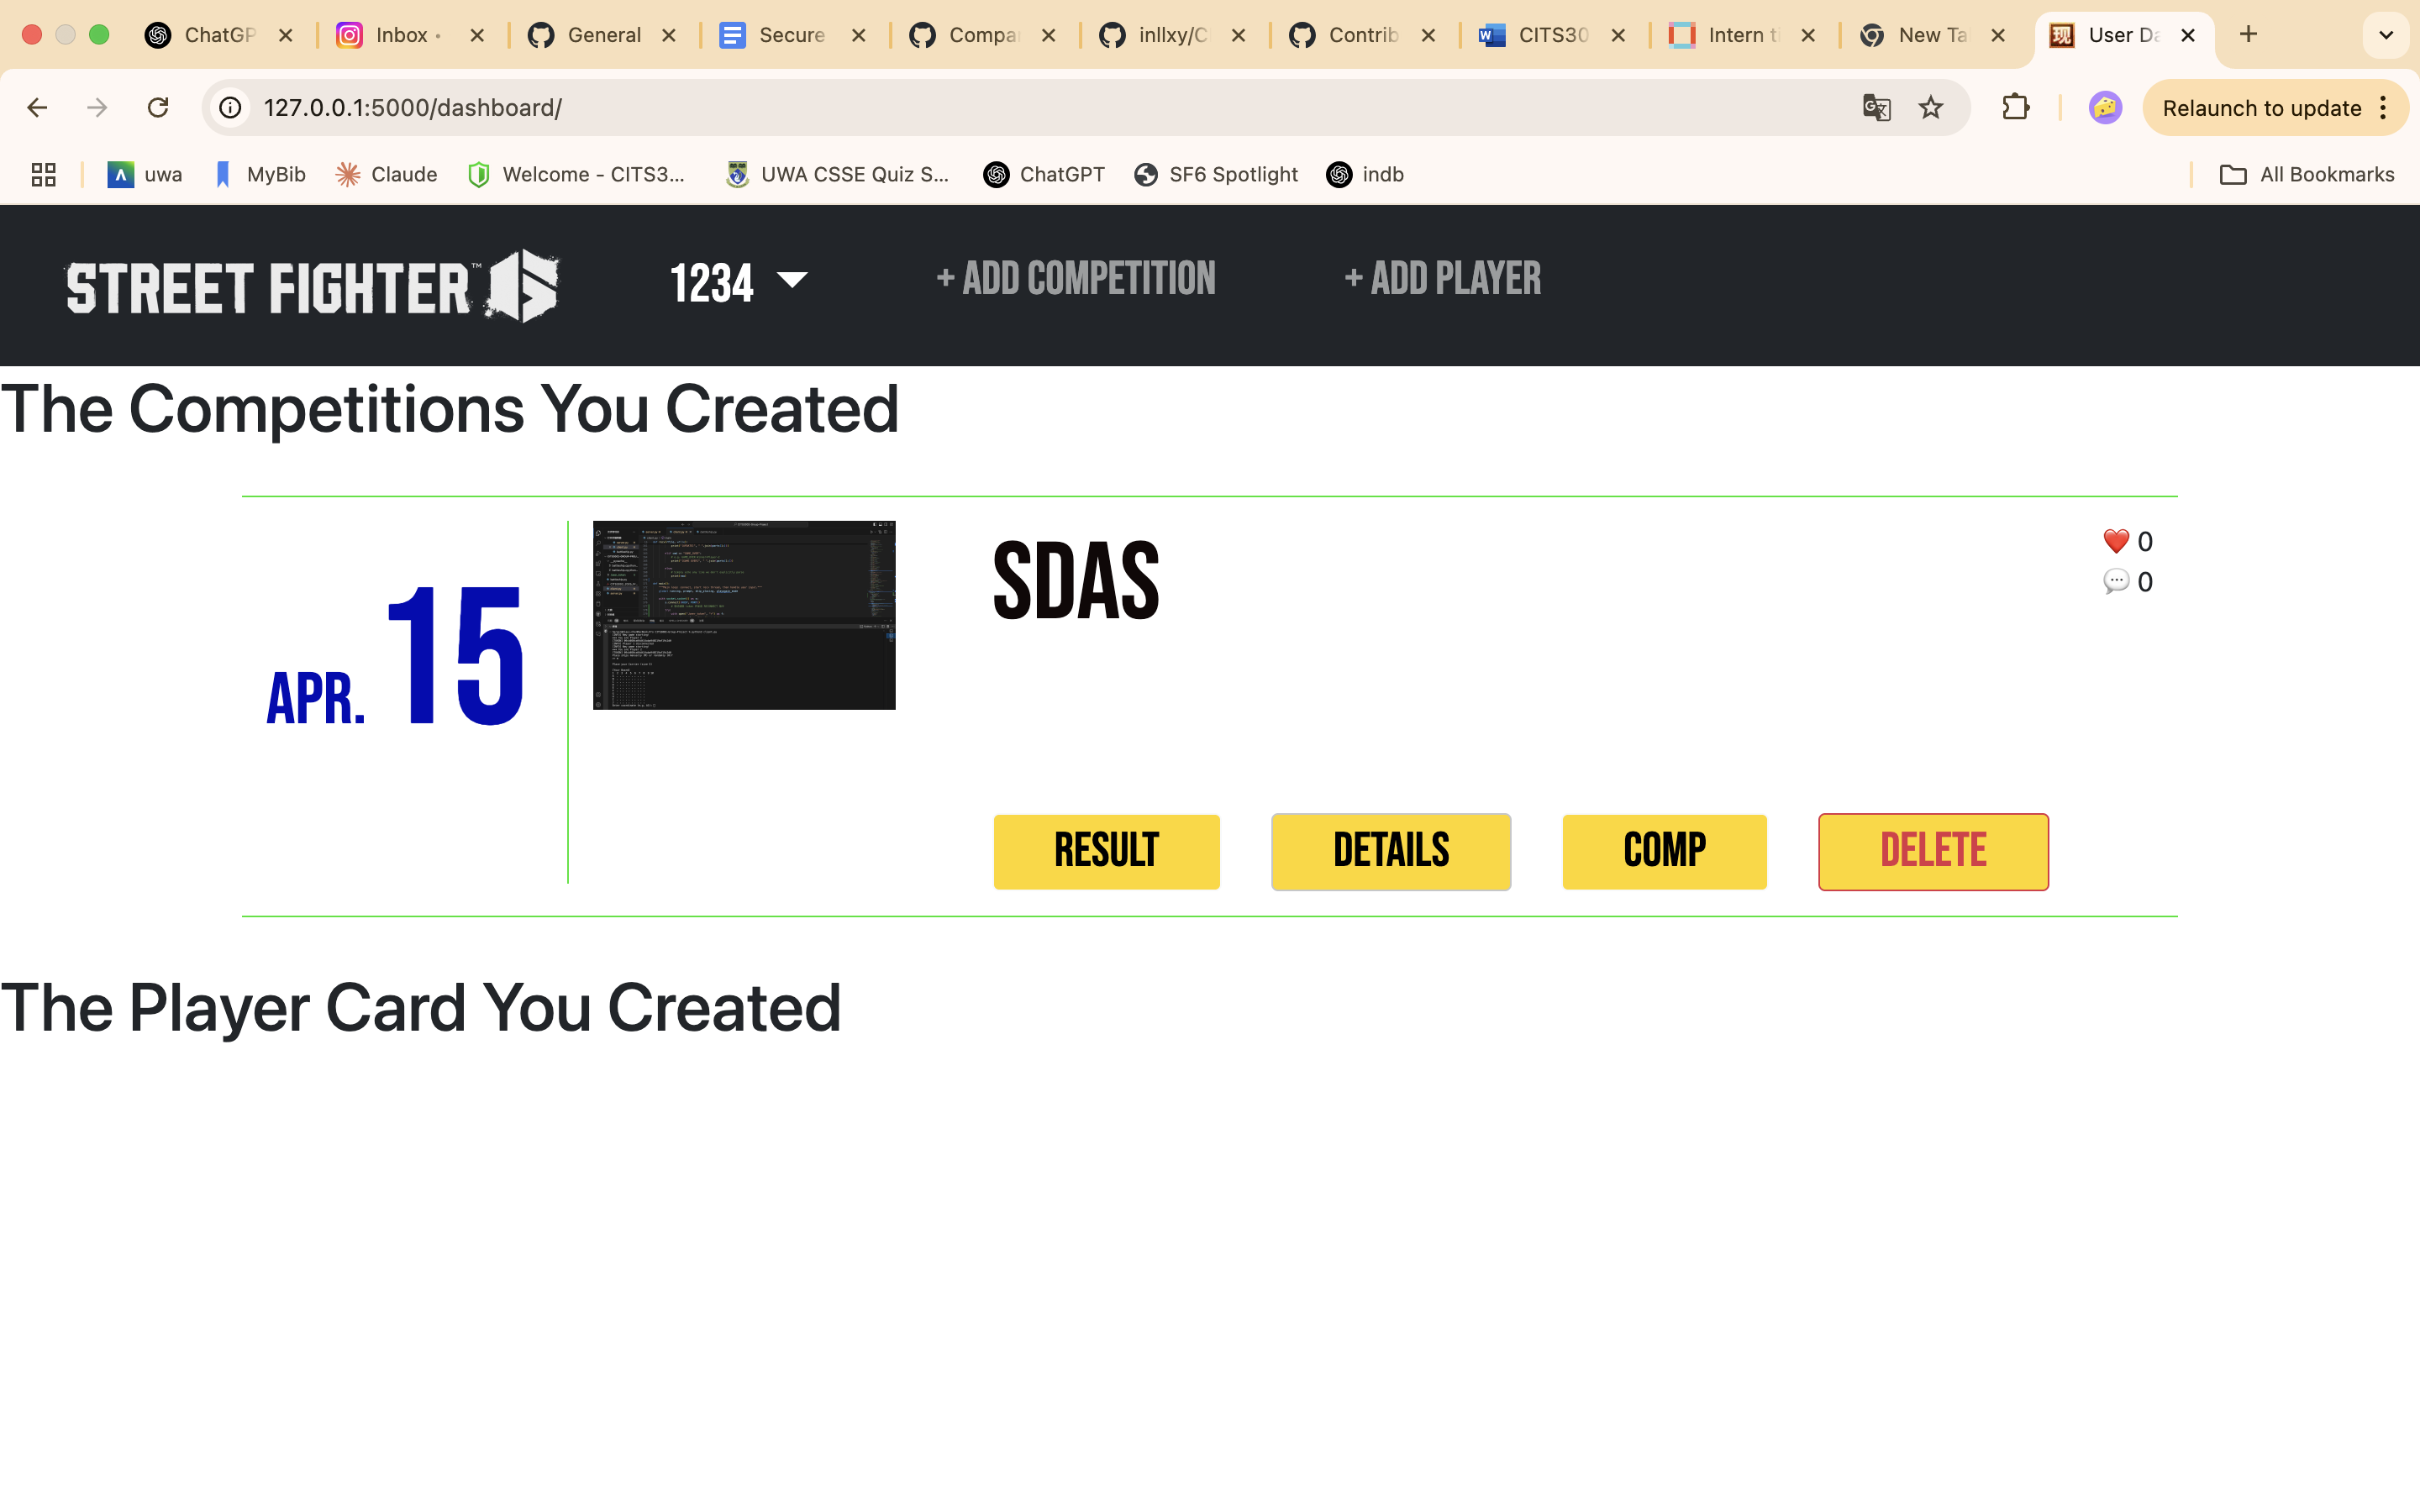 ChatGP
Inbox
General
Secure
Compa
inllxy/C
Contrib
CITS30
Intern t
New Ta
User Da
127.0.0.1:5000/dashboard/
Relaunch to update
uwa
MyBib
Claude
Welcome - CITS3...
UWA CSSE Quiz S...
ChatGPT
SF6 Spotlight
indb
All Bookmarks
STREET FIGHTER™ 6
1234
+ ADD COMPETITION
+ ADD PLAYER
The Competitions You Created
APR. 15
SDAS
❤️ 0
💬 0
RESULT
DETAILS
COMP
DELETE
The Player Card You Created